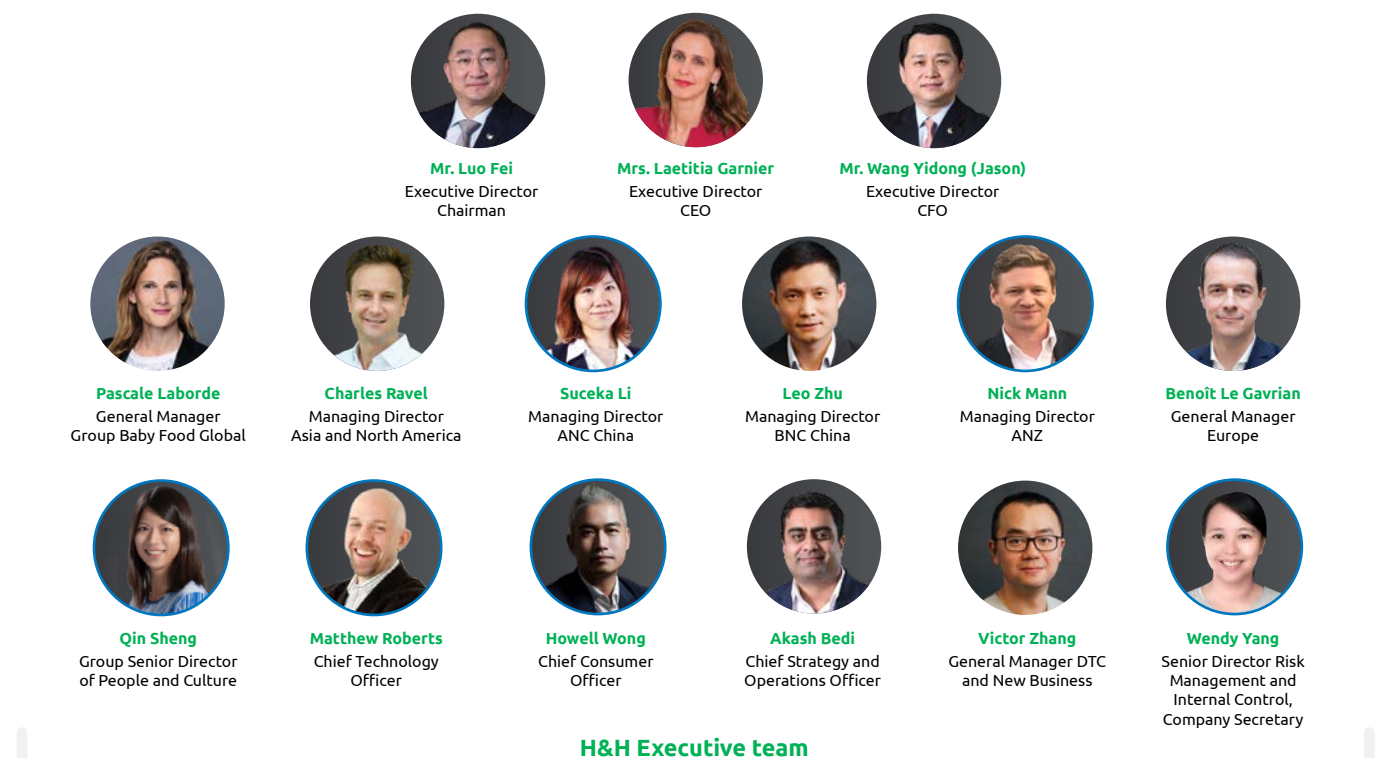 Mr. Luo Fei
Executive Director
Chairman
Mrs. Laetitia Garnier
Executive Director
CEO
Mr. Wang Yidong (Jason)
Executive Director
CFO
Pascale Laborde
General Manager
Group Baby Food Global
Charles Ravel
Managing Director
Asia and North America
Suceka Li
Managing Director
ANC China
Leo Zhu
Managing Director
BNC China
Nick Mann
Managing Director
ANZ
Benoît Le Gavrian
General Manager
Europe
Qin Sheng
Group Senior Director
of People and Culture
Matthew Roberts
Chief Technology
Officer
Howell Wong
Chief Consumer
Officer
Akash Bedi
Chief Strategy and
Operations Officer
Victor Zhang
General Manager DTC
and New Business
Wendy Yang
Senior Director Risk
Management and
Internal Control,
Company Secretary
H&H Executive team